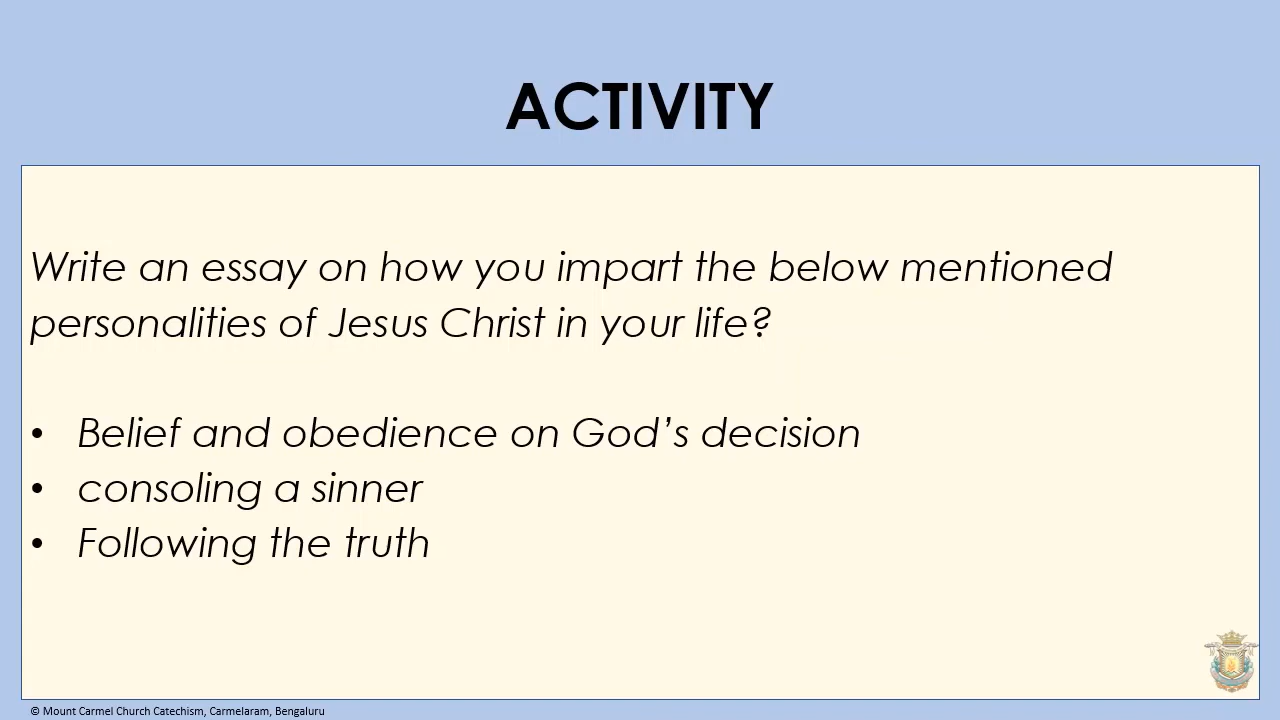 ACTIVITY
Write an essay on how you impart the below mentioned
personalities of Jesus Christ in your life?
• Belief and obedience on God’s decision
• consoling a sinner
• Following the truth
© Mount Carmel Church Catechism, Carmelaram, Bengaluru